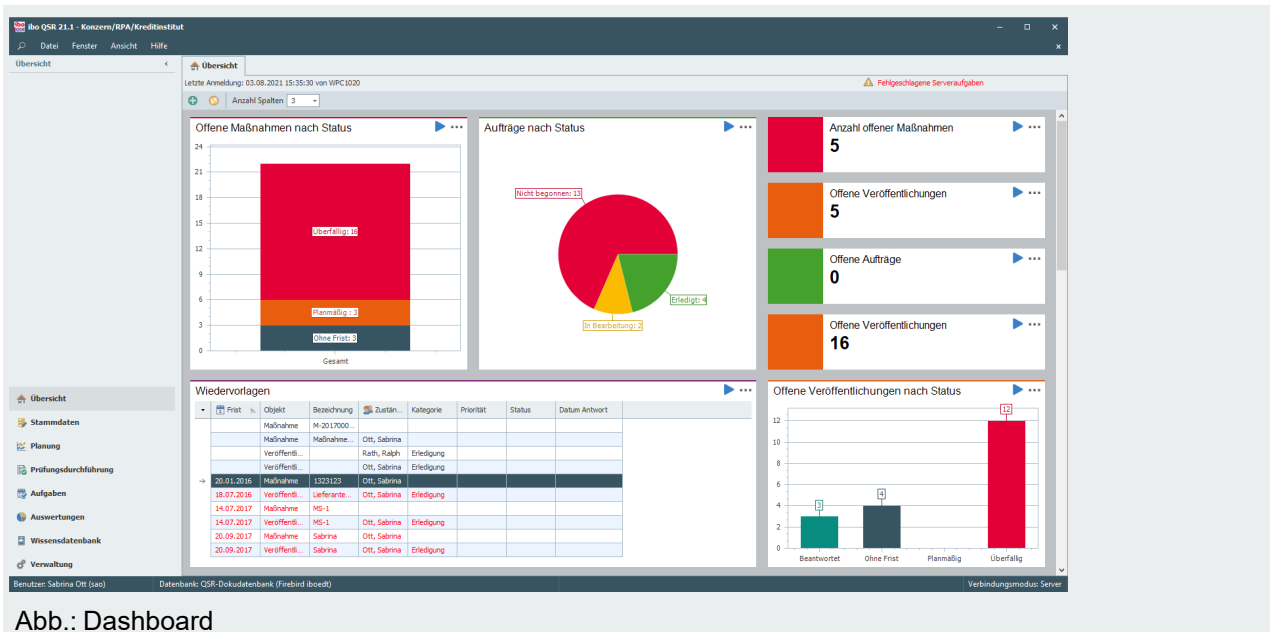 ibo QSR 21.1 - Konzern/RPA/Kreditinstitut
Datei Fenster Ansicht Hilfe
Übersicht
Übersicht
Letzte Anmeldung: 03.08.2021 15:35:30 von WPC1020
Fehlgeschlagene Serveraufgaben
Anzahl Spalten 3
Offene Maßnahmen nach Status
24
21
18
15
12
9
6
3
0
Überfällig: 16
Planmäßig : 3
Ohne Frist: 3
Gesamt
Aufträge nach Status
Nicht begonnen: 13
Erledigt: 4
In Bearbeitung: 2
Anzahl offener Maßnahmen
5
Offene Veröffentlichungen
5
Offene Aufträge
0
Offene Veröffentlichungen
16
Übersicht
Stammdaten
Planung
Prüfungsdurchführung
Aufgaben
Auswertungen
Wissensdatenbank
Verwaltung
Wiedervorlagen
Frist Objekt Bezeichnung Zustän... Kategorie Priorität Status Datum Antwort
Maßnahme M-2017000...
Maßnahme Maßnahme... Ott, Sabrina
Veröffentli... Rath, Ralph Erledigung
Veröffentli... Ott, Sabrina Erledigung
20.01.2016 Maßnahme 1323123 Ott, Sabrina
18.07.2016 Veröffentli... Lieferante... Ott, Sabrina Erledigung
14.07.2017 Maßnahme MS-1
14.07.2017 Veröffentli... MS-1 Ott, Sabrina Erledigung
20.09.2017 Maßnahme Sabrina Ott, Sabrina
20.09.2017 Veröffentli... Sabrina Ott, Sabrina Erledigung
Offene Veröffentlichungen nach Status
12
10
8
6
4
2
0
3
4
12
Beantwortet Ohne Frist Planmäßig Überfällig
Benutzer: Sabrina Ott (sao) Datenbank: QSR-Dokudatenbank (Firebird iboedt) Verbindungsmodus: Server
Abb.: Dashboard